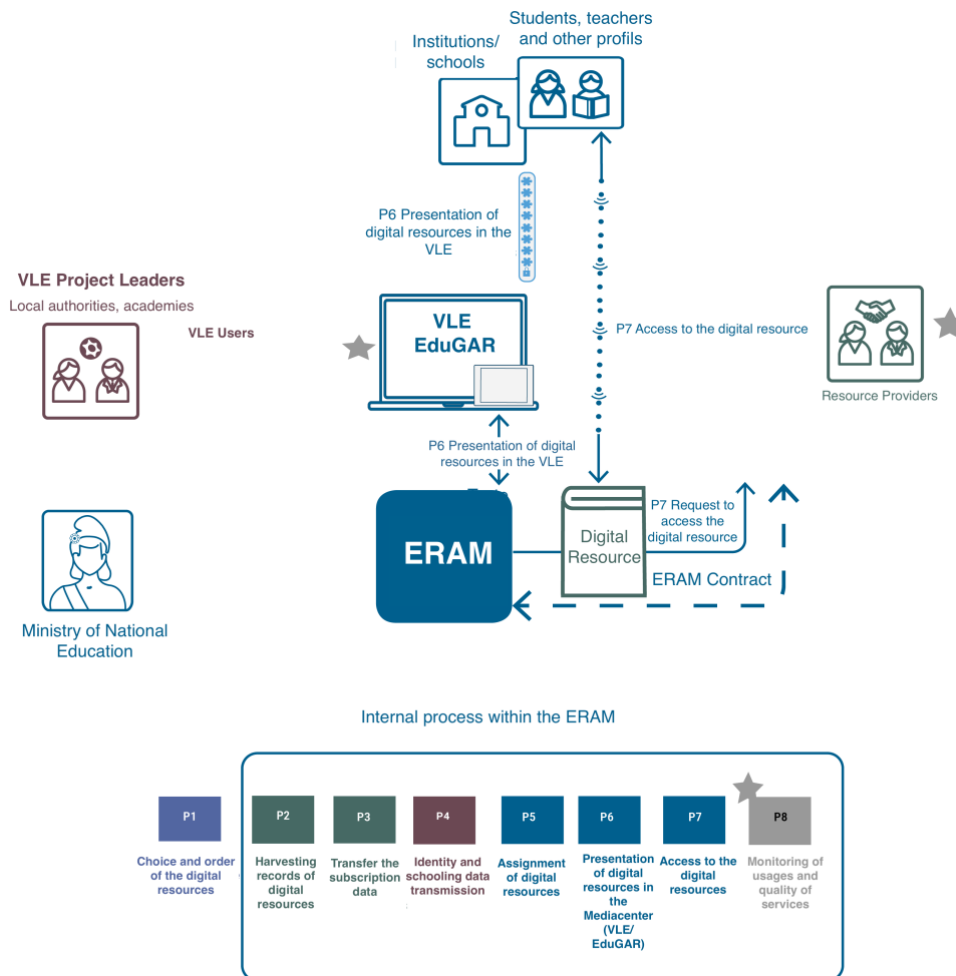 Students, teachers
and other profils
Institutions/
schools
P6 Presentation of
digital resources in the
VLE
VLE Project Leaders
Local authorities, academies
VLE Users
VLE
EduGAR
P7 Access to the digital resource
Resource Providers
P6 Presentation of digital
resources in the VLE
ERAM
Digital
Resource
P7 Request to
access the
digital resource
ERAM Contract
Ministry of National
Education
Internal process within the ERAM
P1
Choice and order
of the digital
resources
P2
Harvesting
records of
digital
resources
P3
Transfer the
subscription
data
P4
Identity and
schooling data
transmission
P5
Assignment
of digital
resources
P6
Presentation
of digital
resources in
the
Mediacenter
(VLE/
EduGAR)
P7
Access to the
digital
resources
P8
Monitoring of
usages and
quality of
services